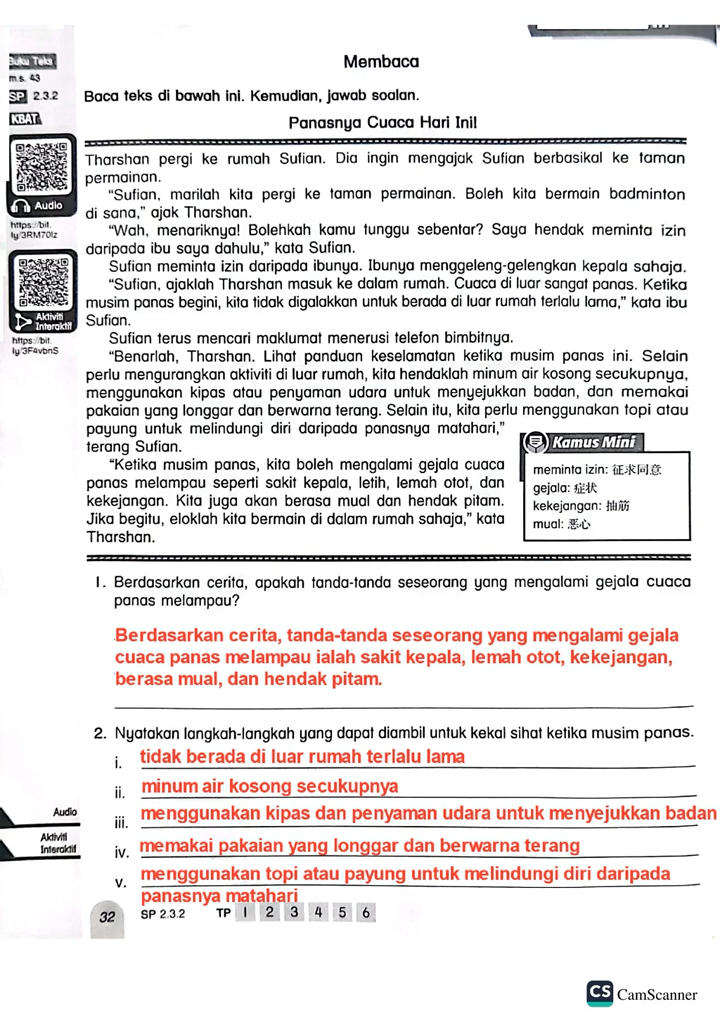 Membaca
Buku Teks
m.s. 43
SP 2.3.2
KBAT
Baca teks di bawah ini. Kemudian, jawab soalan.
Panasnya Cuaca Hari Ini!
Audio
https://bit.
ly/3RM70Iz
Aktiviti
Interaktif
https://bit.
ly/3F4vbnS
Tharshan pergi ke rumah Sufian. Dia ingin mengajak Sufian berbasikal ke taman
permainan.
“Sufian, marilah kita pergi ke taman permainan. Boleh kita bermain badminton
di sana,” ajak Tharshan.
“Wah, menariknya! Bolehkah kamu tunggu sebentar? Saya hendak meminta izin
daripada ibu saya dahulu,” kata Sufian.
Sufian meminta izin daripada ibunya. Ibunya menggeleng-gelengkan kepala sahaja.
“Sufian, ajaklah Tharshan masuk ke dalam rumah. Cuaca di luar sangat panas. Ketika
musim panas begini, kita tidak digalakkan untuk berada di luar rumah terlalu lama,” kata ibu
Sufian.
Sufian terus mencari maklumat menerusi telefon bimbitnya.
“Benarlah, Tharshan. Lihat panduan keselamatan ketika musim panas ini. Selain
perlu mengurangkan aktiviti di luar rumah, kita hendaklah minum air kosong secukupnya,
menggunakan kipas atau penyaman udara untuk menyejukkan badan, dan memakai
pakaian yang longgar dan berwarna terang. Selain itu, kita perlu menggunakan topi atau
payung untuk melindungi diri daripada panasnya matahari,”
terang Sufian.
“Ketika musim panas, kita boleh mengalami gejala cuaca
panas melampau seperti sakit kepala, letih, lemah otot, dan
kekejangan. Kita juga akan berasa mual dan hendak pitam.
Jika begitu, eloklah kita bermain di dalam rumah sahaja,” kata
Tharshan.
Kamus Mini
meminta izin: 征求同意
gejala: 症状
kekejangan: 抽筋
mual: 恶心
1. Berdasarkan cerita, apakah tanda-tanda seseorang yang mengalami gejala cuaca
panas melampau?
Berdasarkan cerita, tanda-tanda seseorang yang mengalami gejala
cuaca panas melampau ialah sakit kepala, lemah otot, kekejangan,
berasa mual, dan hendak pitam.
2. Nyatakan langkah-langkah yang dapat diambil untuk kekal sihat ketika musim panas.
i. tidak berada di luar rumah terlalu lama
ii. minum air kosong secukupnya
iii. menggunakan kipas dan penyaman udara untuk menyejukkan badan
iv. memakai pakaian yang longgar dan berwarna terang
v. menggunakan topi atau payung untuk melindungi diri daripada
panasnya matahari
Audio
Aktiviti
Interaktif
32 SP 2.3.2 TP 1 2 3 4 5 6
CS CamScanner